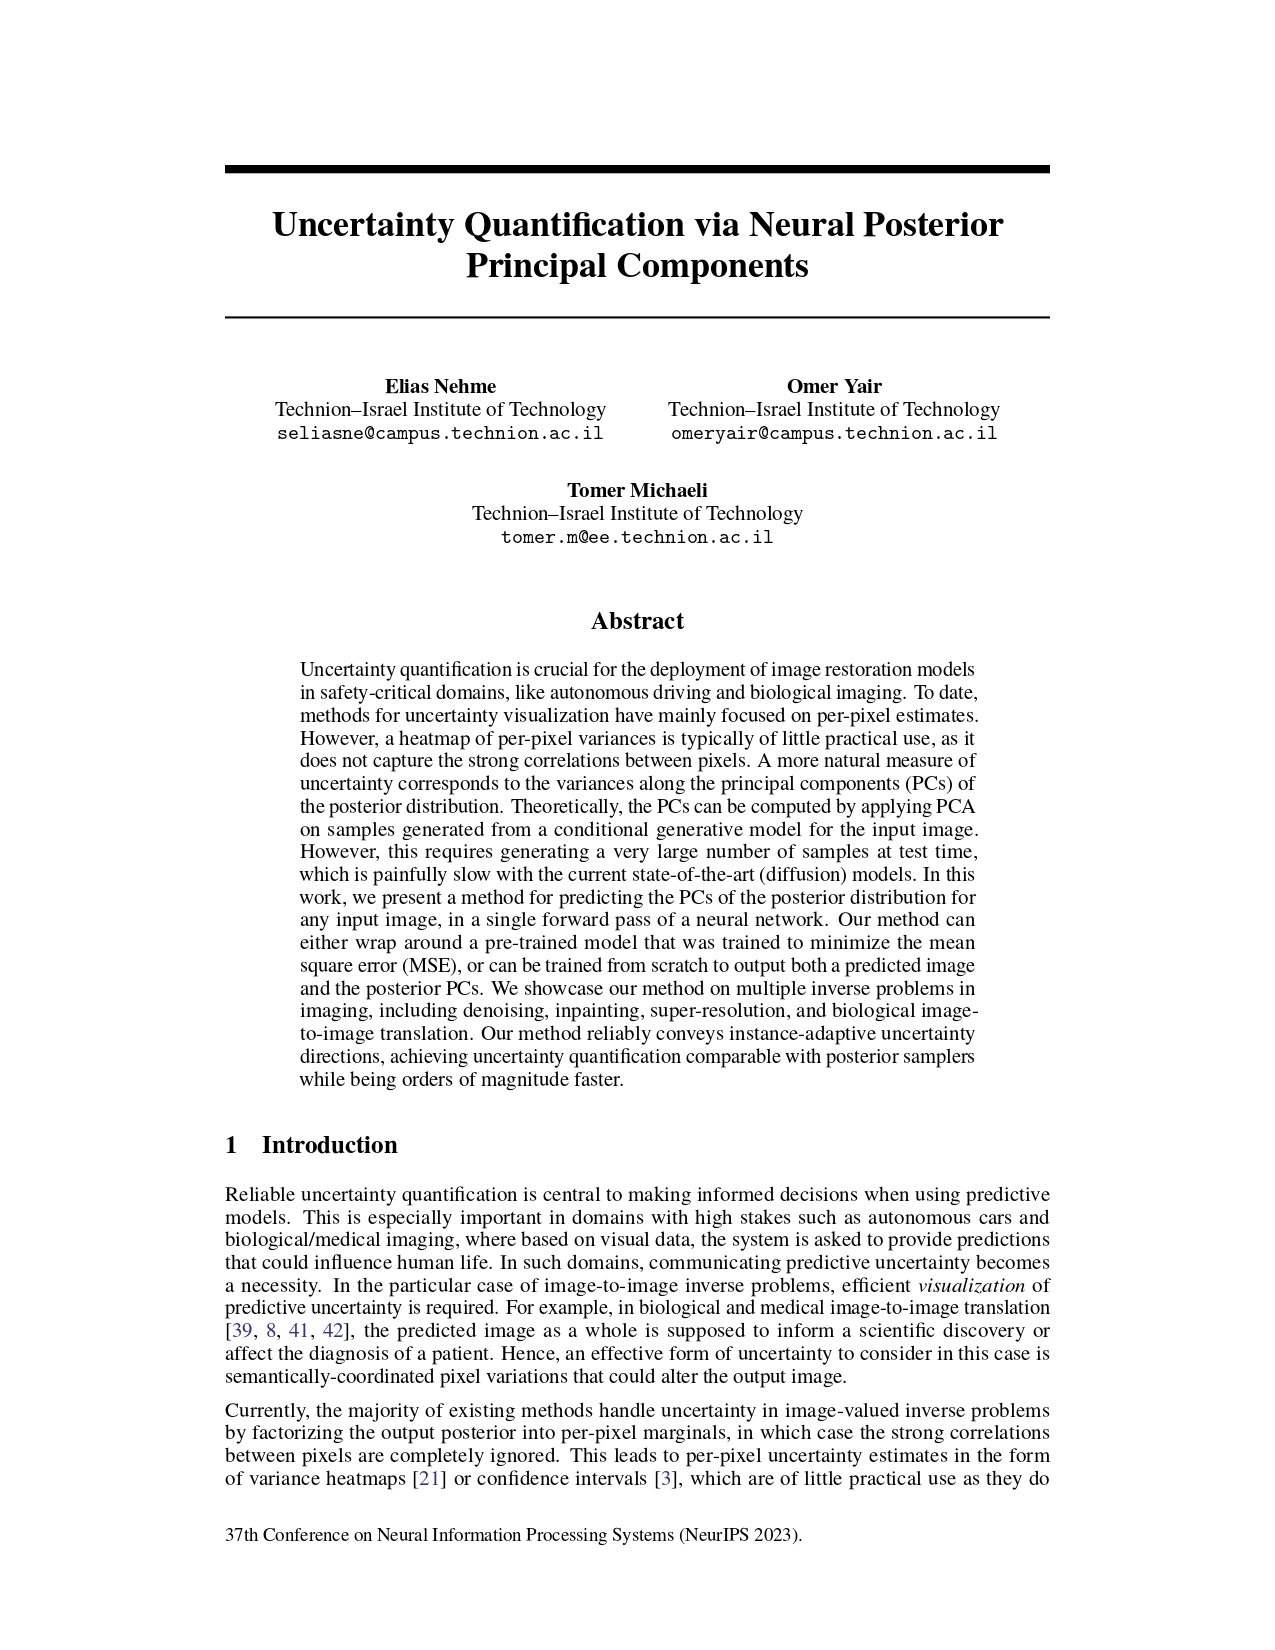 Uncertainty Quantification via Neural Posterior
Principal Components
Elias Nehme
Technion–Israel Institute of Technology
seliasne@campus.technion.ac.il
Omer Yair
Technion–Israel Institute of Technology
omeryair@campus.technion.ac.il
Tomer Michaeli
Technion–Israel Institute of Technology
tomer.m@ee.technion.ac.il
Abstract
Uncertainty quantification is crucial for the deployment of image restoration models
in safety-critical domains, like autonomous driving and biological imaging. To date,
methods for uncertainty visualization have mainly focused on per-pixel estimates.
However, a heatmap of per-pixel variances is typically of little practical use, as it
does not capture the strong correlations between pixels. A more natural measure of
uncertainty corresponds to the variances along the principal components (PCs) of
the posterior distribution. Theoretically, the PCs can be computed by applying PCA
on samples generated from a conditional generative model for the input image.
However, this requires generating a very large number of samples at test time,
which is painfully slow with the current state-of-the-art (diffusion) models. In this
work, we present a method for predicting the PCs of the posterior distribution for
any input image, in a single forward pass of a neural network. Our method can
either wrap around a pre-trained model that was trained to minimize the mean
square error (MSE), or can be trained from scratch to output both a predicted image
and the posterior PCs. We showcase our method on multiple inverse problems in
imaging, including denoising, inpainting, super-resolution, and biological image-
to-image translation. Our method reliably conveys instance-adaptive uncertainty
directions, achieving uncertainty quantification comparable with posterior samplers
while being orders of magnitude faster.
1 Introduction
Reliable uncertainty quantification is central to making informed decisions when using predictive
models. This is especially important in domains with high stakes such as autonomous cars and
biological/medical imaging, where based on visual data, the system is asked to provide predictions
that could influence human life. In such domains, communicating predictive uncertainty becomes
a necessity. In the particular case of image-to-image inverse problems, efficient visualization of
predictive uncertainty is required. For example, in biological and medical image-to-image translation
[39, 8, 41, 42], the predicted image as a whole is supposed to inform a scientific discovery or
affect the diagnosis of a patient. Hence, an effective form of uncertainty to consider in this case is
semantically-coordinated pixel variations that could alter the output image.
Currently, the majority of existing methods handle uncertainty in image-valued inverse problems
by factorizing the output posterior into per-pixel marginals, in which case the strong correlations
between pixels are completely ignored. This leads to per-pixel uncertainty estimates in the form
of variance heatmaps [21] or confidence intervals [3], which are of little practical use as they do
37th Conference on Neural Information Processing Systems (NeurIPS 2023).